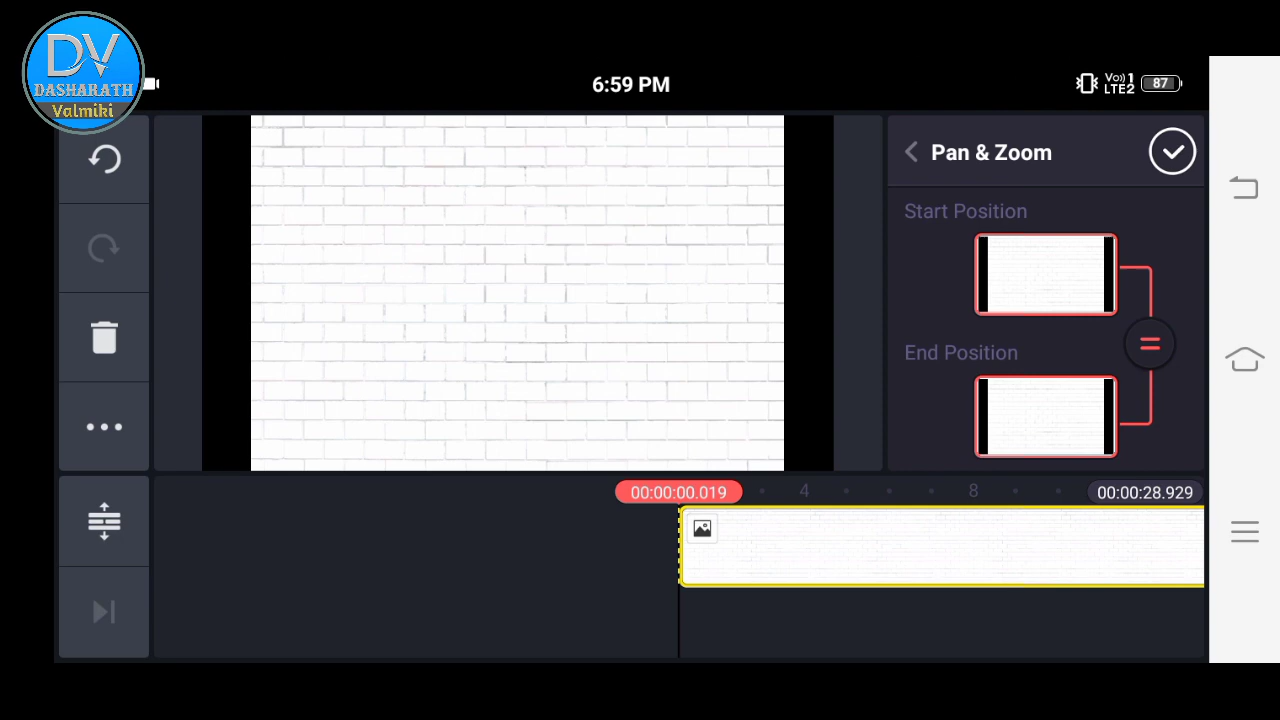 DV
DASHARATH
Valmiki
6:59 PM
Vo) 1
LTE2
87
Pan & Zoom
Start Position
End Position
00:00:00.019
4
8
00:00:28.929